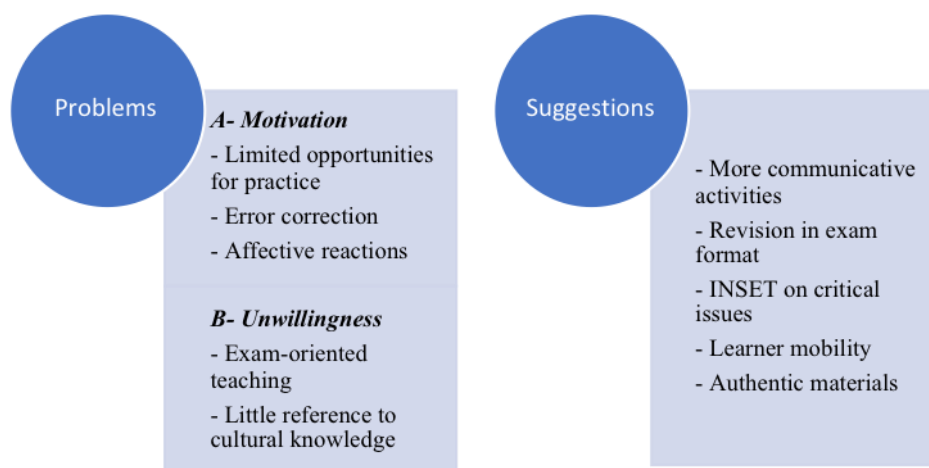 Problems
A- Motivation
- Limited opportunities
for practice
- Error correction
- Affective reactions
B- Unwillingness
- Exam-oriented
teaching
- Little reference to
cultural knowledge
Suggestions
- More communicative
activities
- Revision in exam
format
- INSET on critical
issues
- Learner mobility
- Authentic materials